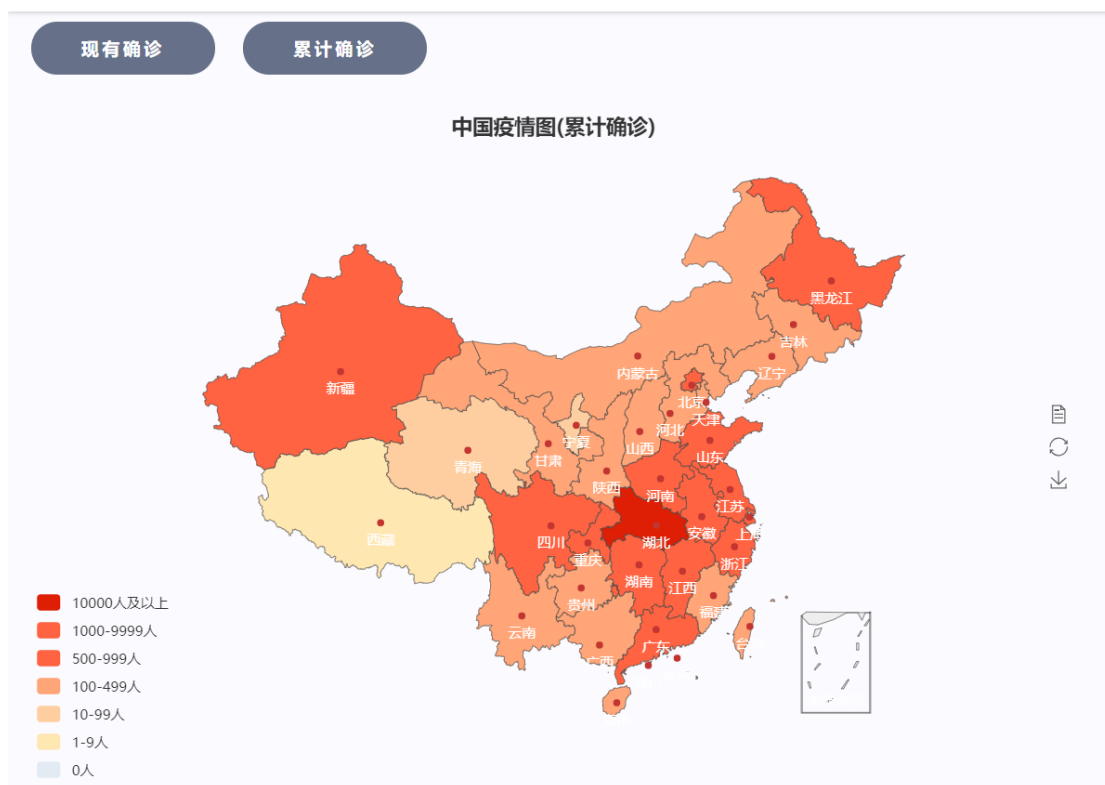 现有确诊
累计确诊
中国疫情图(累计确诊)
黑龙江
吉林
辽宁
内蒙古
新疆
北京
天津
河北
山西
宁夏
山东
甘肃
青海
陕西
河南
江苏
安徽
西藏
四川
湖北
重庆
浙江
湖南
江西
贵州
福建
云南
广东
广西
10000人及以上
1000-9999人
500-999人
100-499人
10-99人
1-9人
0人